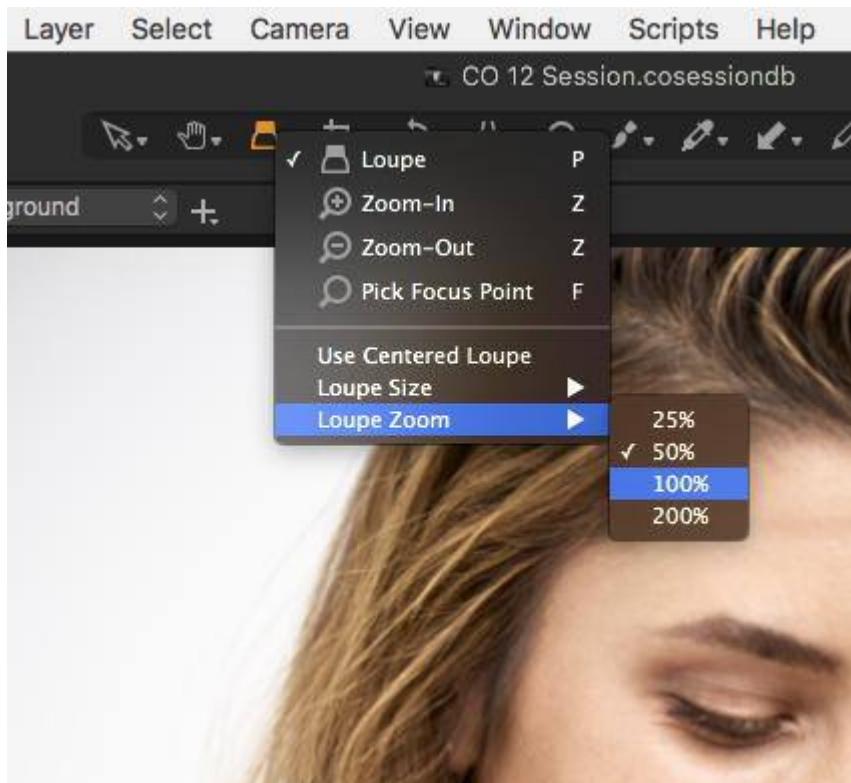 Layer Select Camera View Window Scripts Help
CO 12 Session.cosessiondb
ground
✓ Loupe P
Zoom-In Z
Zoom-Out Z
Pick Focus Point F
Use Centered Loupe
Loupe Size ▶
Loupe Zoom ▶
25%
✓ 50%
100%
200%